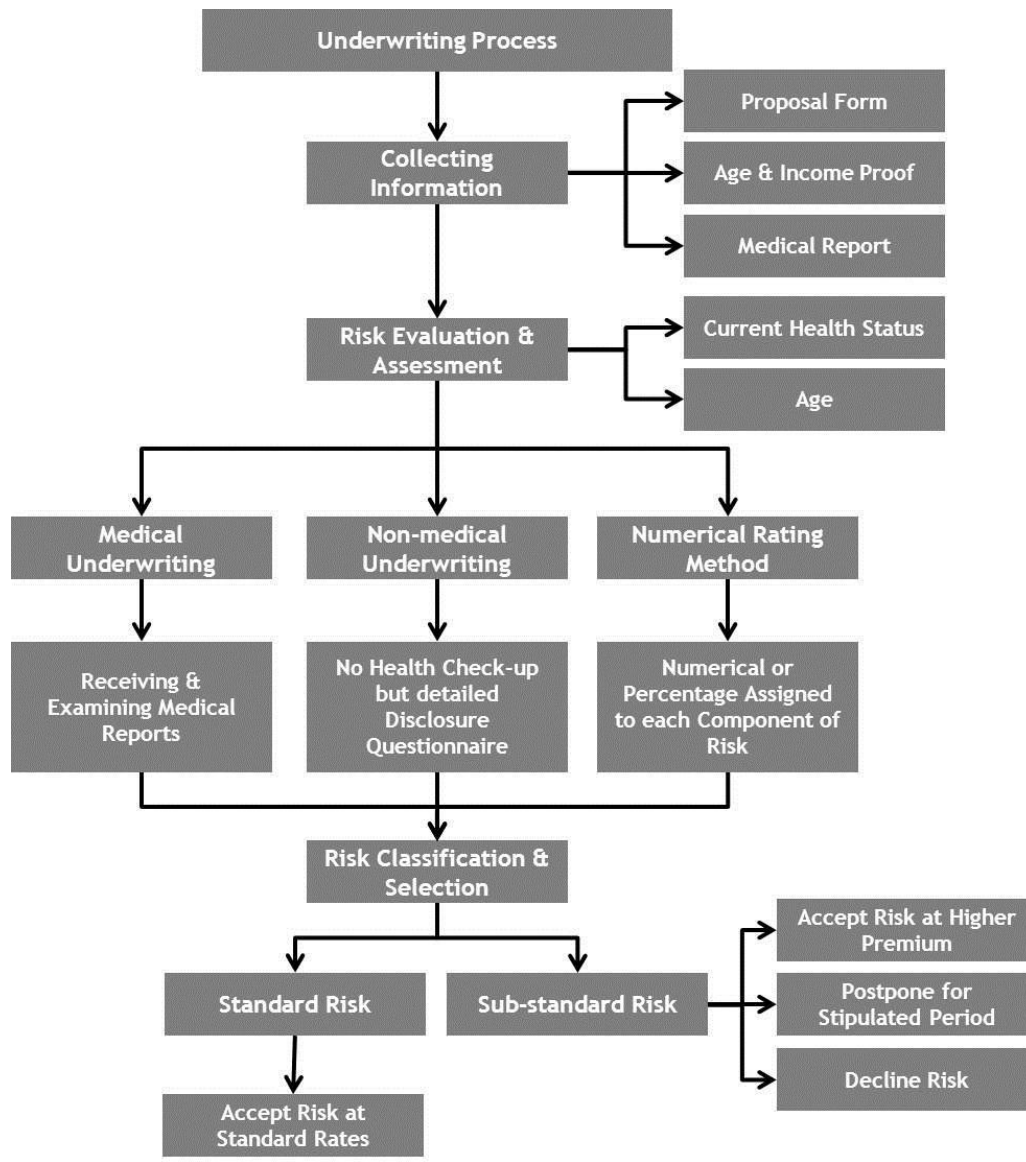 Underwriting Process
Proposal Form
Collecting
Information
Age & Income Proof
Medical Report
Current Health Status
Risk Evaluation &
Assessment
Age
Medical
Underwriting
Non-medical
Underwriting
Numerical Rating
Method
Receiving &
Examining Medical
Reports
No Health Check-up
but detailed
Disclosure
Questionnaire
Numerical or
Percentage Assigned
to each Component of
Risk
Risk Classification &
Selection
Standard Risk
Sub-standard Risk
Accept Risk at Higher
Premium
Postpone for
Stipulated Period
Decline Risk
Accept Risk at
Standard Rates